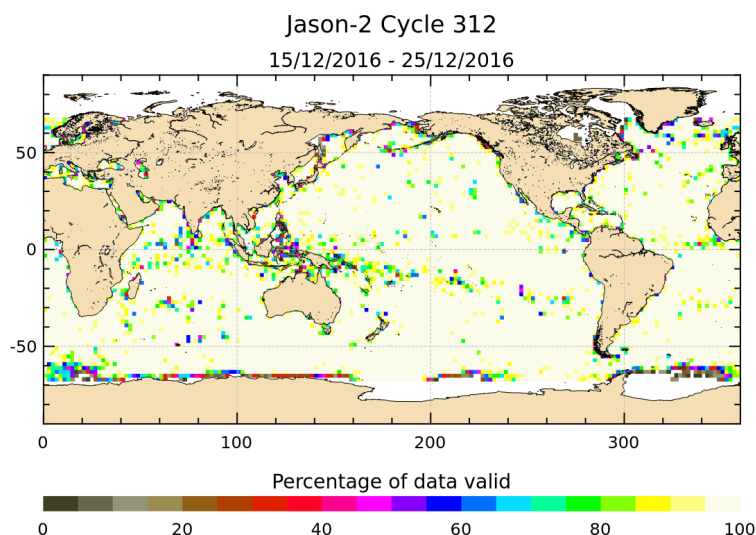 Jason-2 Cycle 312
15/12/2016 - 25/12/2016
50
0
-50
0 100 200 300
Percentage of data valid
0 20 40 60 80 100